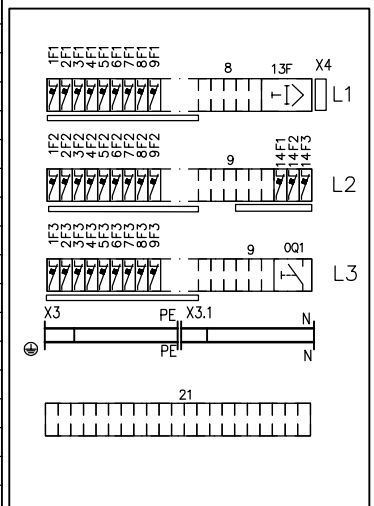 1F1 2F1 3F1 4F1 5F1 6F1 7F1 8F1 9F1 8 13F X4
L1
1F2 2F2 3F2 4F2 5F2 6F2 7F2 8F2 9F2 9 14F1 14F2 14F3
L2
1F3 2F3 3F3 4F3 5F3 6F3 7F3 8F3 9F3 9 0Q1
L3
X3 PE X3.1 N
PE N
21